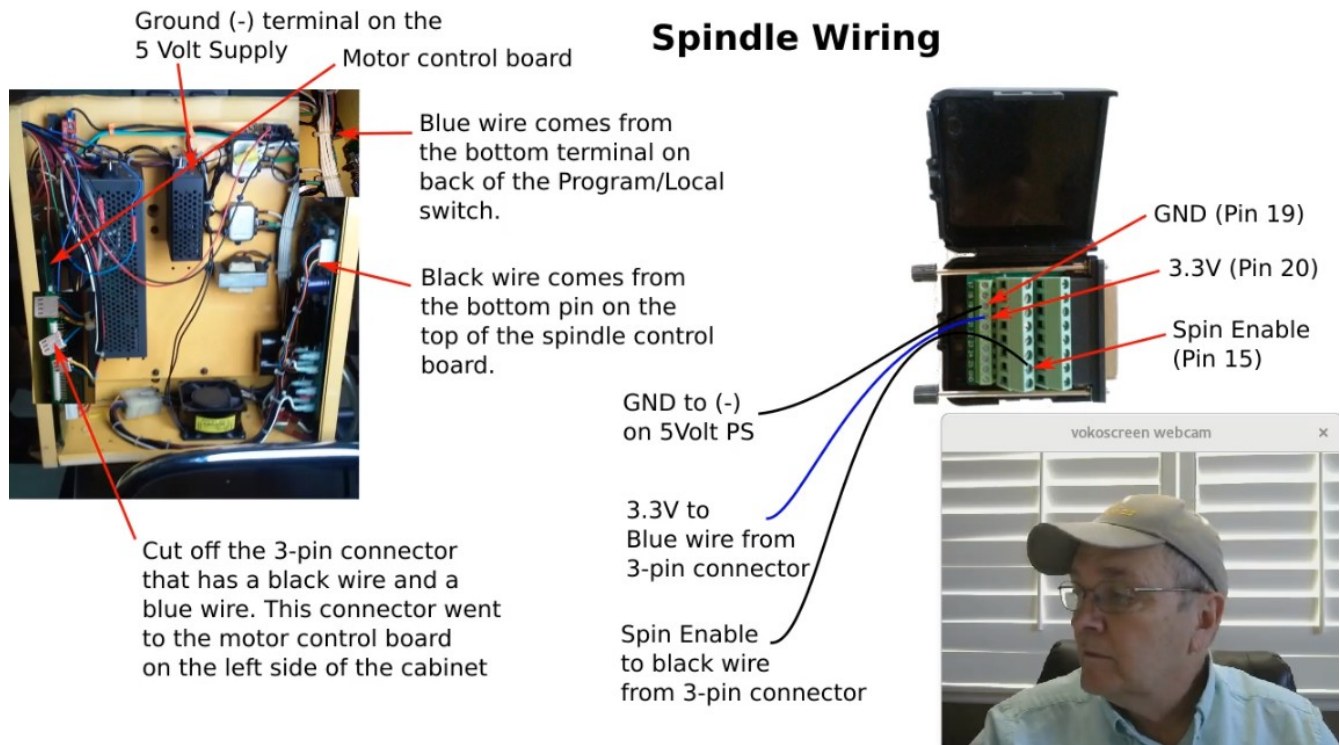 Spindle Wiring
Ground (-) terminal on the
5 Volt Supply
Motor control board
Blue wire comes from
the bottom terminal on
back of the Program/Local
switch.
Black wire comes from
the bottom pin on the
top of the spindle control
board.
Cut off the 3-pin connector
that has a black wire and a
blue wire. This connector went
to the motor control board
on the left side of the cabinet
GND (Pin 19)
3.3V (Pin 20)
Spin Enable
(Pin 15)
GND to (-)
on 5Volt PS
3.3V to
Blue wire from
3-pin connector
Spin Enable
to black wire
from 3-pin connector
vokoscreen webcam